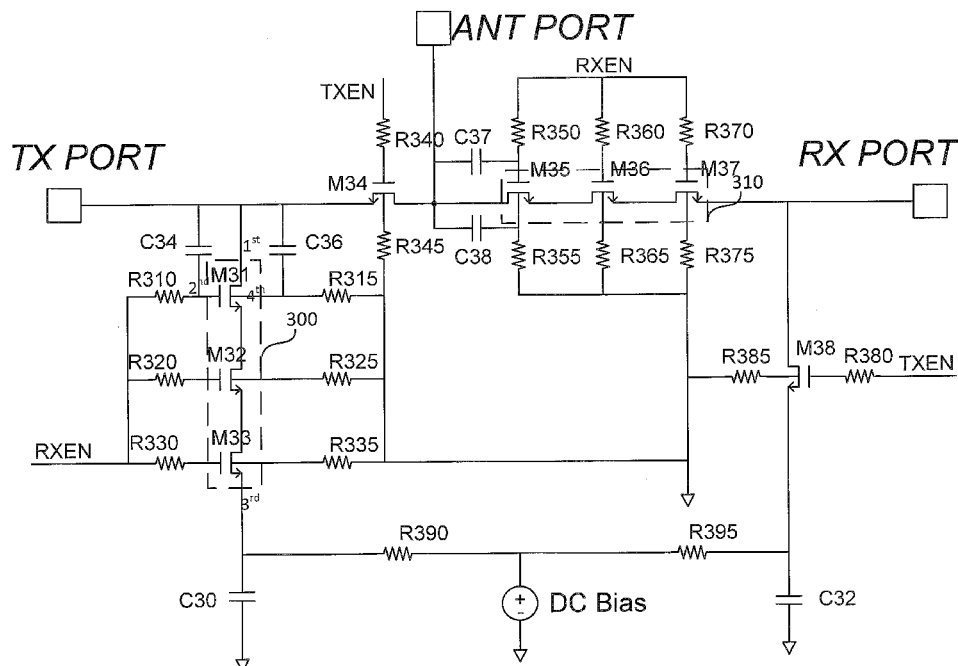 ANT PORT
TXEN
RXEN
C37
R340
R350
R360
R370
TX PORT
RX PORT
M34
M35
M36
M37
310
C34
C36
R345
C38
R355
R365
R375
1st
R310
2nd
M31
4th
R315
300
M38
R320
M32
R325
R385
R380
TXEN
RXEN
R330
M33
R335
3rd
R390
R395
C30
+
-
DC Bias
C32